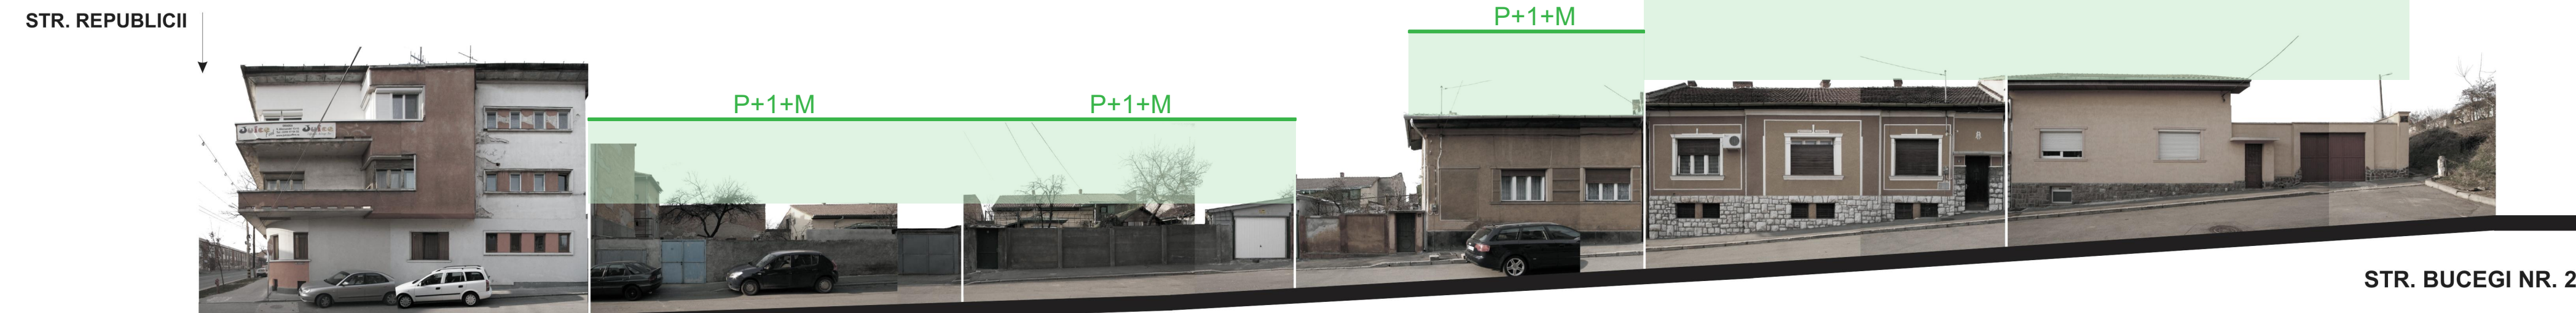 STR. REPUBLICII
P+1+M
P+1+M
P+1+M
STR. BUCEGI NR. 2